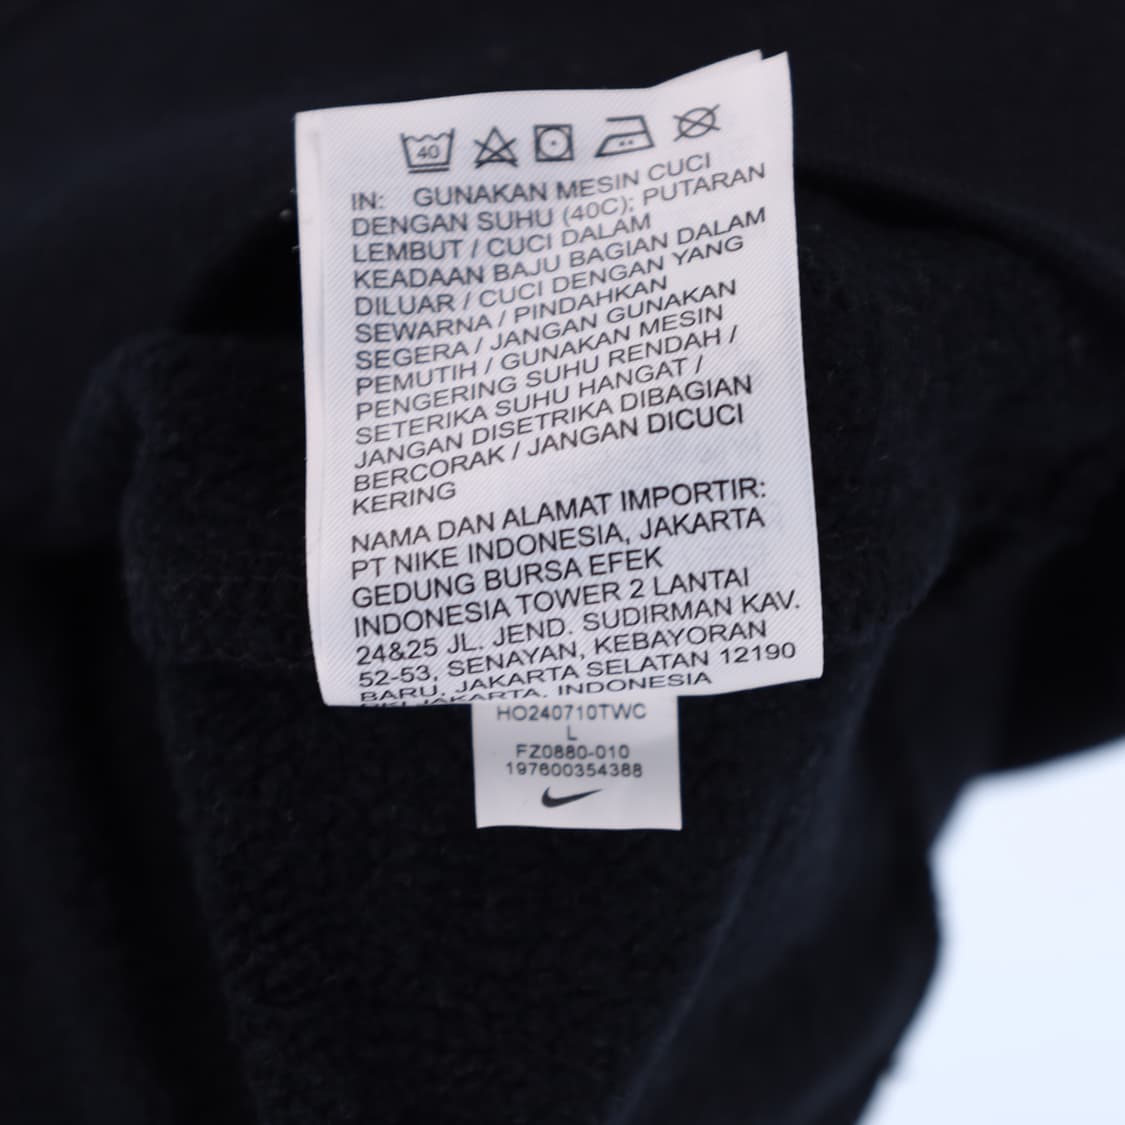 40
IN: GUNAKAN MESIN CUCI
DENGAN SUHU (40C); PUTARAN
LEMBUT / CUCI DALAM
KEADAAN BAJU BAGIAN DALAM
DILUAR / CUCI DENGAN YANG
SEWARNA / PINDAHKAN
SEGERA / JANGAN GUNAKAN
PEMUTIH / GUNAKAN MESIN
PENGERING SUHU RENDAH /
SETERIKA SUHU HANGAT /
JANGAN DISETRIKA DIBAGIAN
BERCORAK / JANGAN DICUCI
KERING
NAMA DAN ALAMAT IMPORTIR:
PT NIKE INDONESIA, JAKARTA
GEDUNG BURSA EFEK
INDONESIA TOWER 2 LANTAI
24&25 JL. JEND. SUDIRMAN KAV.
52-53, SENAYAN, KEBAYORAN
BARU, JAKARTA SELATAN 12190
DKI JAKARTA, INDONESIA
HO240710TWC
L
FZ0880-010
197600354388